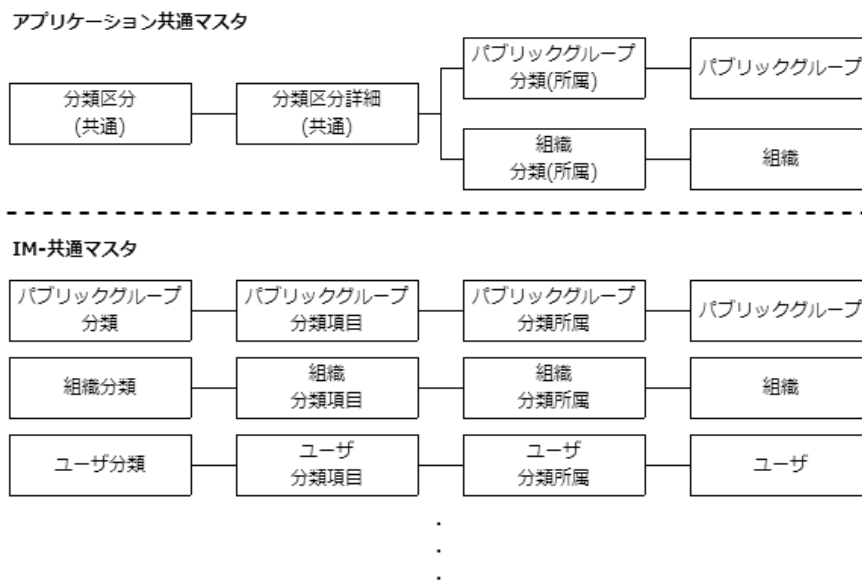 アプリケーション共通マスタ
分類区分
(共通)
分類区分詳細
(共通)
パブリックグループ
分類(所属)
パブリックグループ
組織
分類(所属)
組織
IM-共通マスタ
パブリックグループ
分類
パブリックグループ
分類項目
パブリックグループ
分類所属
パブリックグループ
組織分類
組織
分類項目
組織
分類所属
組織
ユーザ分類
ユーザ
分類項目
ユーザ
分類所属
ユーザ